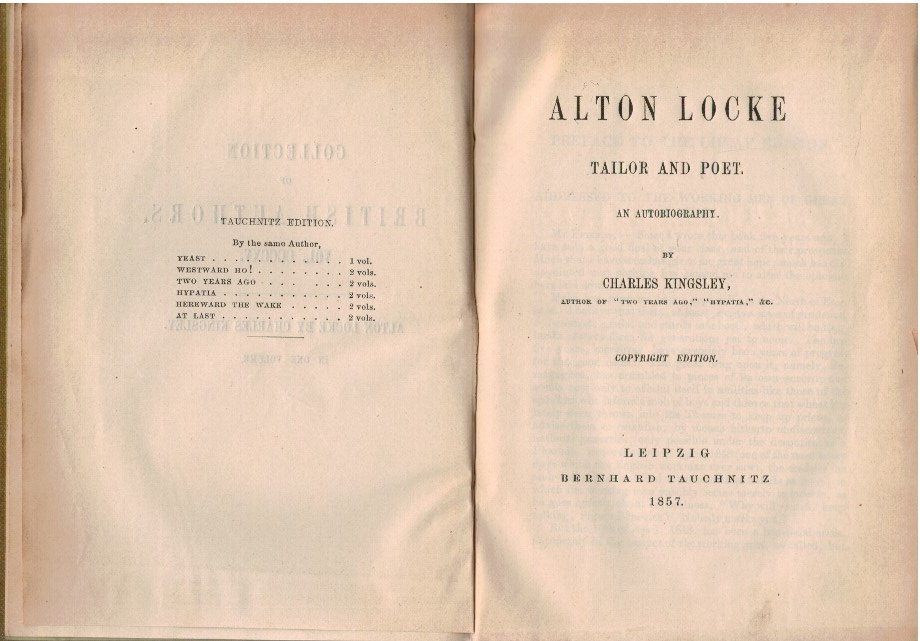 TAUCHNITZ EDITION.
By the same Author,
YEAST . . . . . . . . . . . . 1 vol.
WESTWARD HO! . . . . . . . . 2 vols.
TWO YEARS AGO . . . . . . . 2 vols.
HYPATIA . . . . . . . . . . . 2 vols.
HEREWARD THE WAKE . . . . . 2 vols.
AT LAST . . . . . . . . . . . 2 vols.
ALTON LOCKE
TAILOR AND POET.
AN AUTOBIOGRAPHY.
BY
CHARLES KINGSLEY,
AUTHOR OF "TWO YEARS AGO," "HYPATIA," &C.
COPYRIGHT EDITION.
LEIPZIG
BERNHARD TAUCHNITZ
1857.